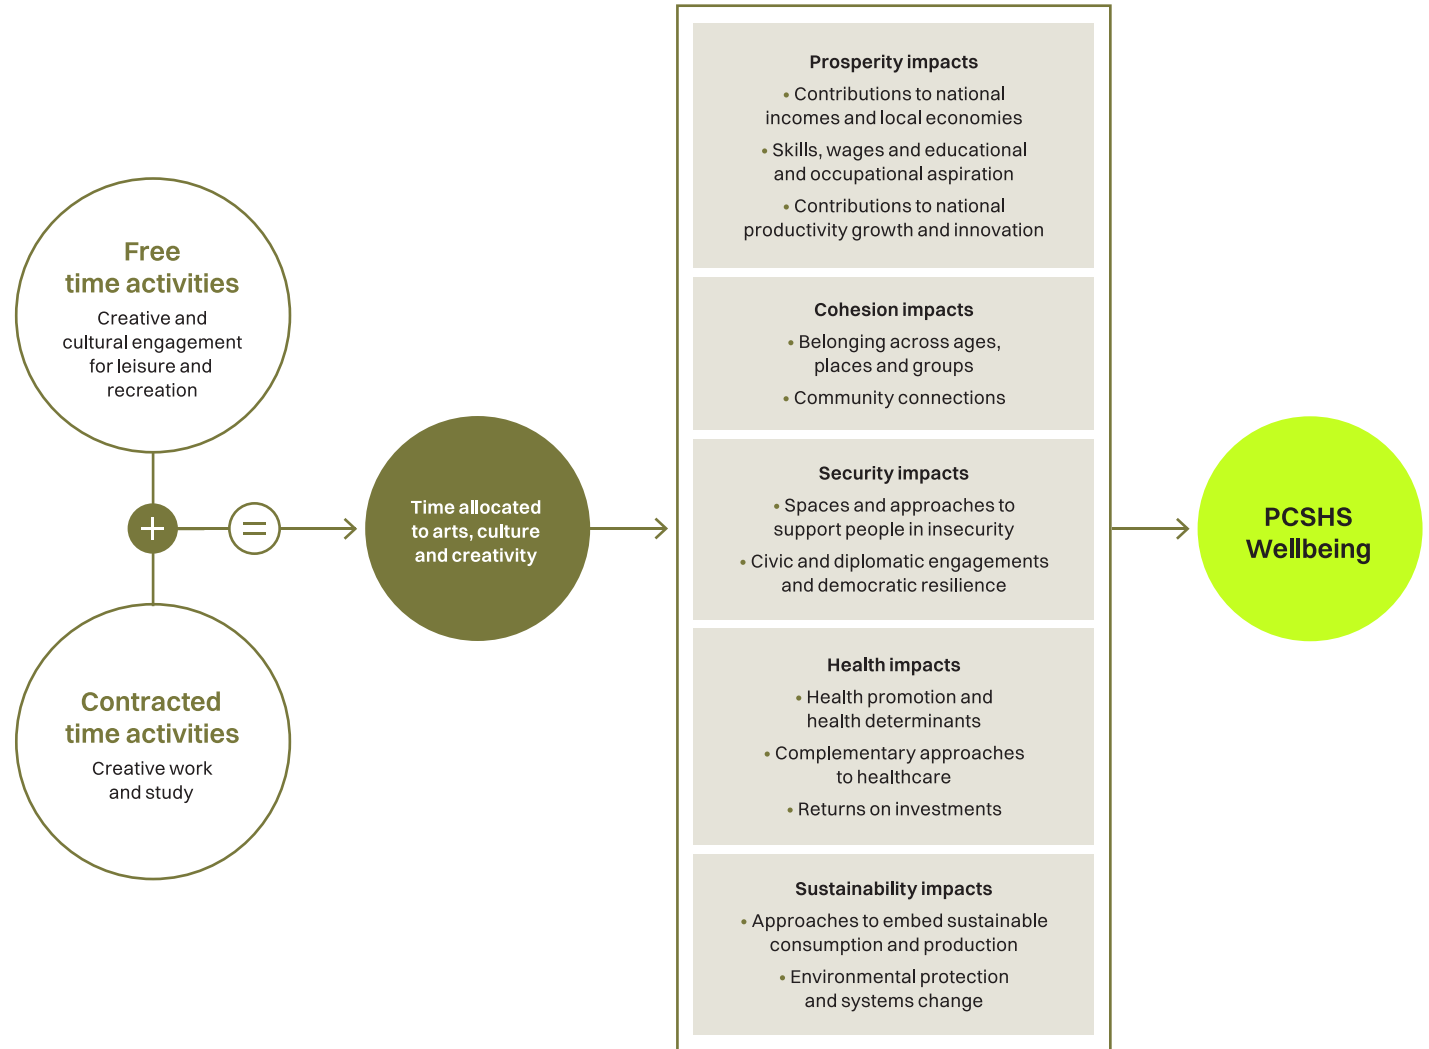 Free
time activities
Creative and
cultural engagement
for leisure and
recreation
+
=
Contracted
time activities
Creative work
and study
Time allocated
to arts, culture
and creativity
Prosperity impacts
• Contributions to national
incomes and local economies
• Skills, wages and educational
and occupational aspiration
• Contributions to national
productivity growth and innovation
Cohesion impacts
• Belonging across ages,
places and groups
• Community connections
Security impacts
• Spaces and approaches to
support people in insecurity
• Civic and diplomatic engagements
and democratic resilience
Health impacts
• Health promotion and
health determinants
• Complementary approaches
to healthcare
• Returns on investments
Sustainability impacts
• Approaches to embed sustainable
consumption and production
• Environmental protection
and systems change
PCSHS
Wellbeing